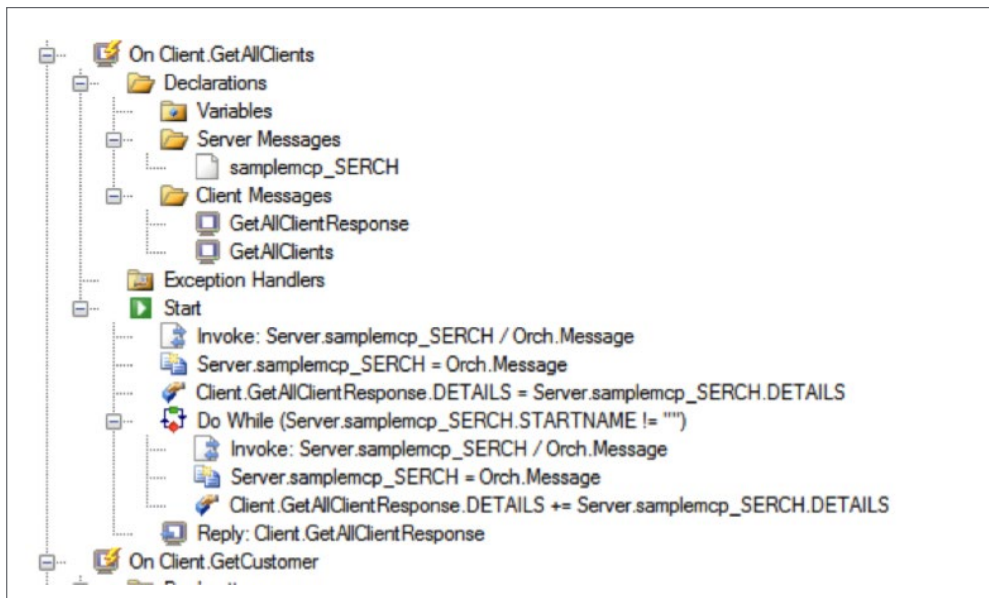 On Client.GetAllClients
Declarations
Variables
Server Messages
samplemcp_SERCH
Client Messages
GetAllClientResponse
GetAllClients
Exception Handlers
Start
Invoke: Server.samplemcp_SERCH / Orch.Message
Server.samplemcp_SERCH = Orch.Message
Client.GetAllClientResponse.DETAILS = Server.samplemcp_SERCH.DETAILS
Do While (Server.samplemcp_SERCH.STARTNAME != "")
Invoke: Server.samplemcp_SERCH / Orch.Message
Server.samplemcp_SERCH = Orch.Message
Client.GetAllClientResponse.DETAILS += Server.samplemcp_SERCH.DETAILS
Reply: Client.GetAllClientResponse
On Client.GetCustomer